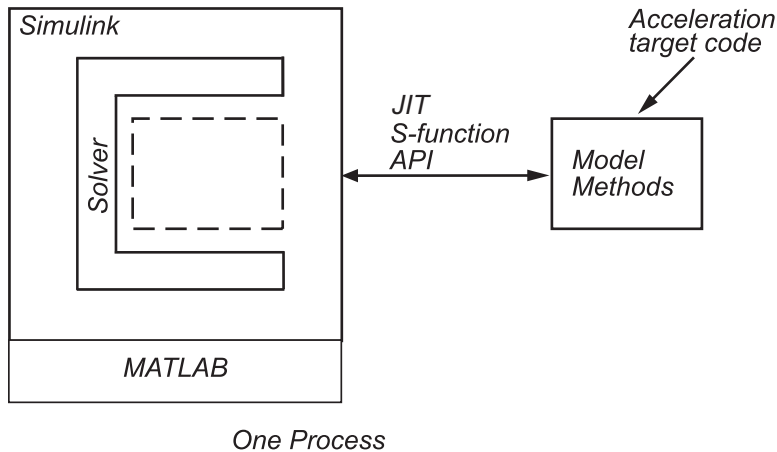 Simulink
Acceleration
target code
JIT
S-function
API
Solver
Model
Methods
MATLAB
One Process